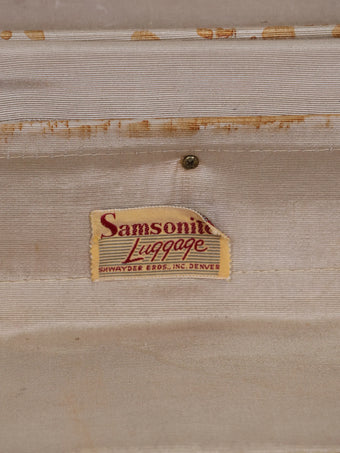 Samsonite
Luggage
SHWAYDER BROS., INC. DENVER